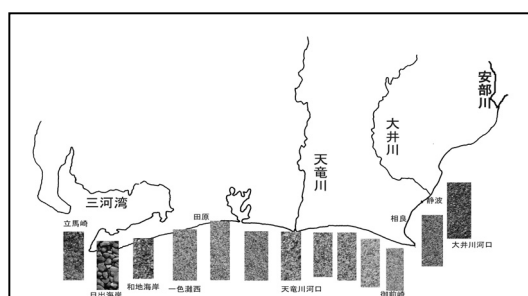 安部川
大井川
天竜川
三河湾
静波
立馬崎
田原
相良
大井川河口
和地海岸
一色灘西
天竜川河口
日出海岸
御前崎